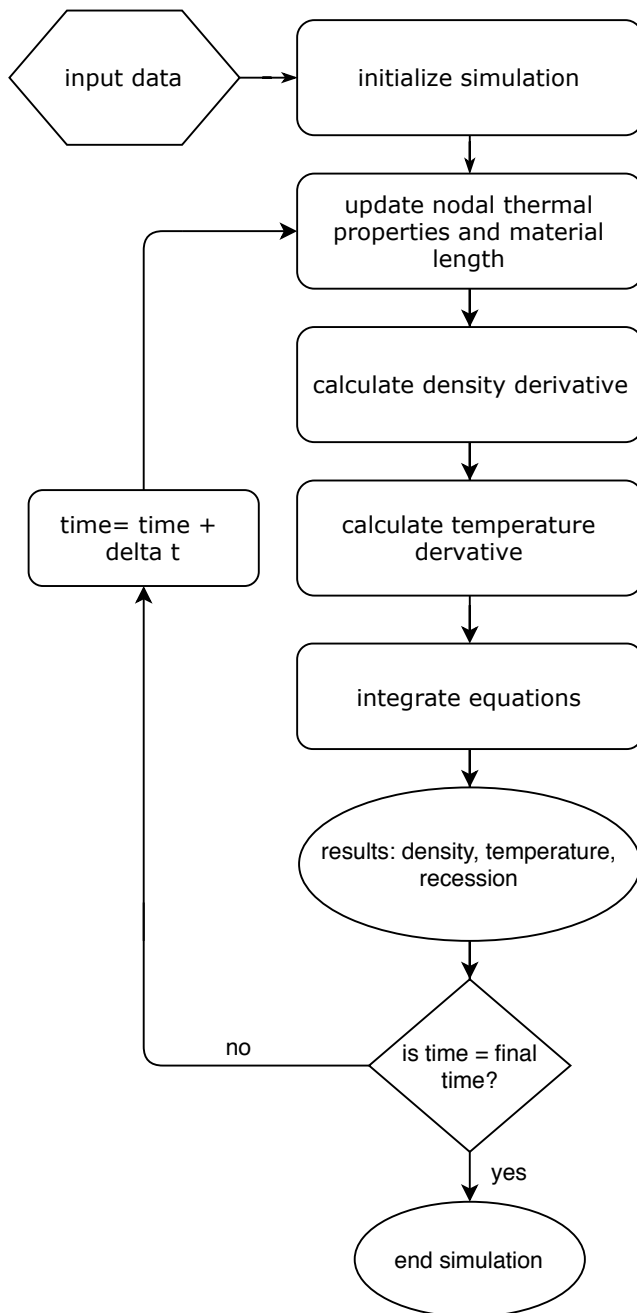 input data
initialize simulation
update nodal thermal
properties and material
length
calculate density derivative
time= time +
delta t
calculate temperature
dervative
integrate equations
results: density, temperature,
recession
no
is time = final
time?
yes
end simulation